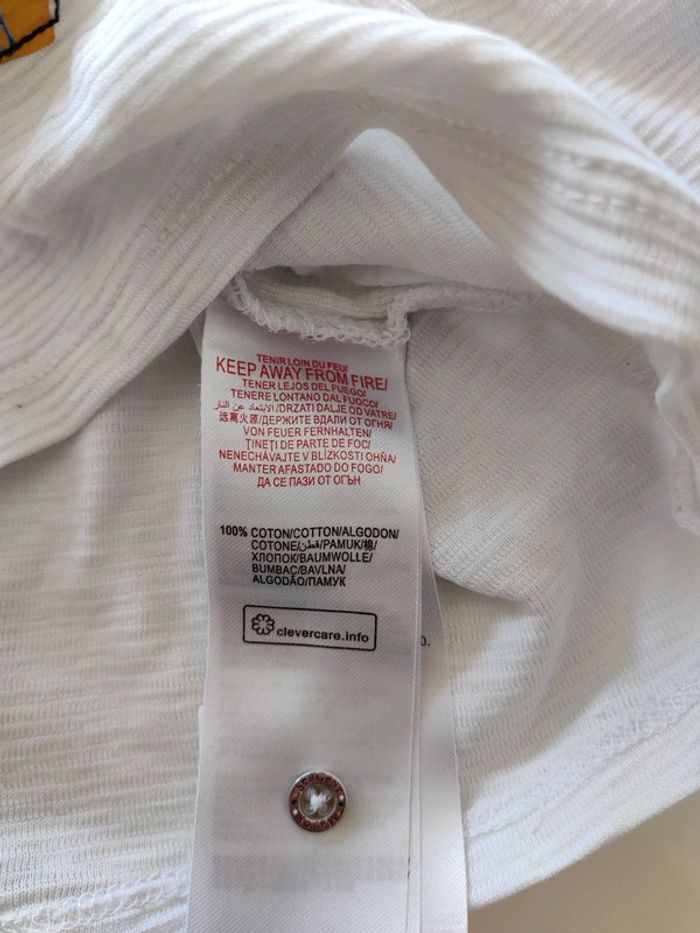 TENIR LOIN DU FEU/
KEEP AWAY FROM FIRE/
TENER LEJOS DEL FUEGO/
TENERE LONTANO DAL FUOCO/
الابتعاد عن النار/DRZATI DALJE OD VATRE/
远离火源/ДЕРЖИТЕ ВДАЛИ ОТ ОГНЯ/
VON FEUER FERNHALTEN/
ȚINEȚI DE PARTE DE FOC/
NENECHÁVAJTE V BLÍZKOSTI OHŇA/
MANTER AFASTADO DO FOGO/
ДА СЕ ПАЗИ ОТ ОГЪН
100% COTON/COTTON/ALGODON/
COTONE/قطن/PAMUK/棉/
ХЛОПОК/BAUMWOLLE/
BUMBAC/BAVLNA/
ALGODÃO/ПАМУК
clevercare.info
SERGENT
MAJOR